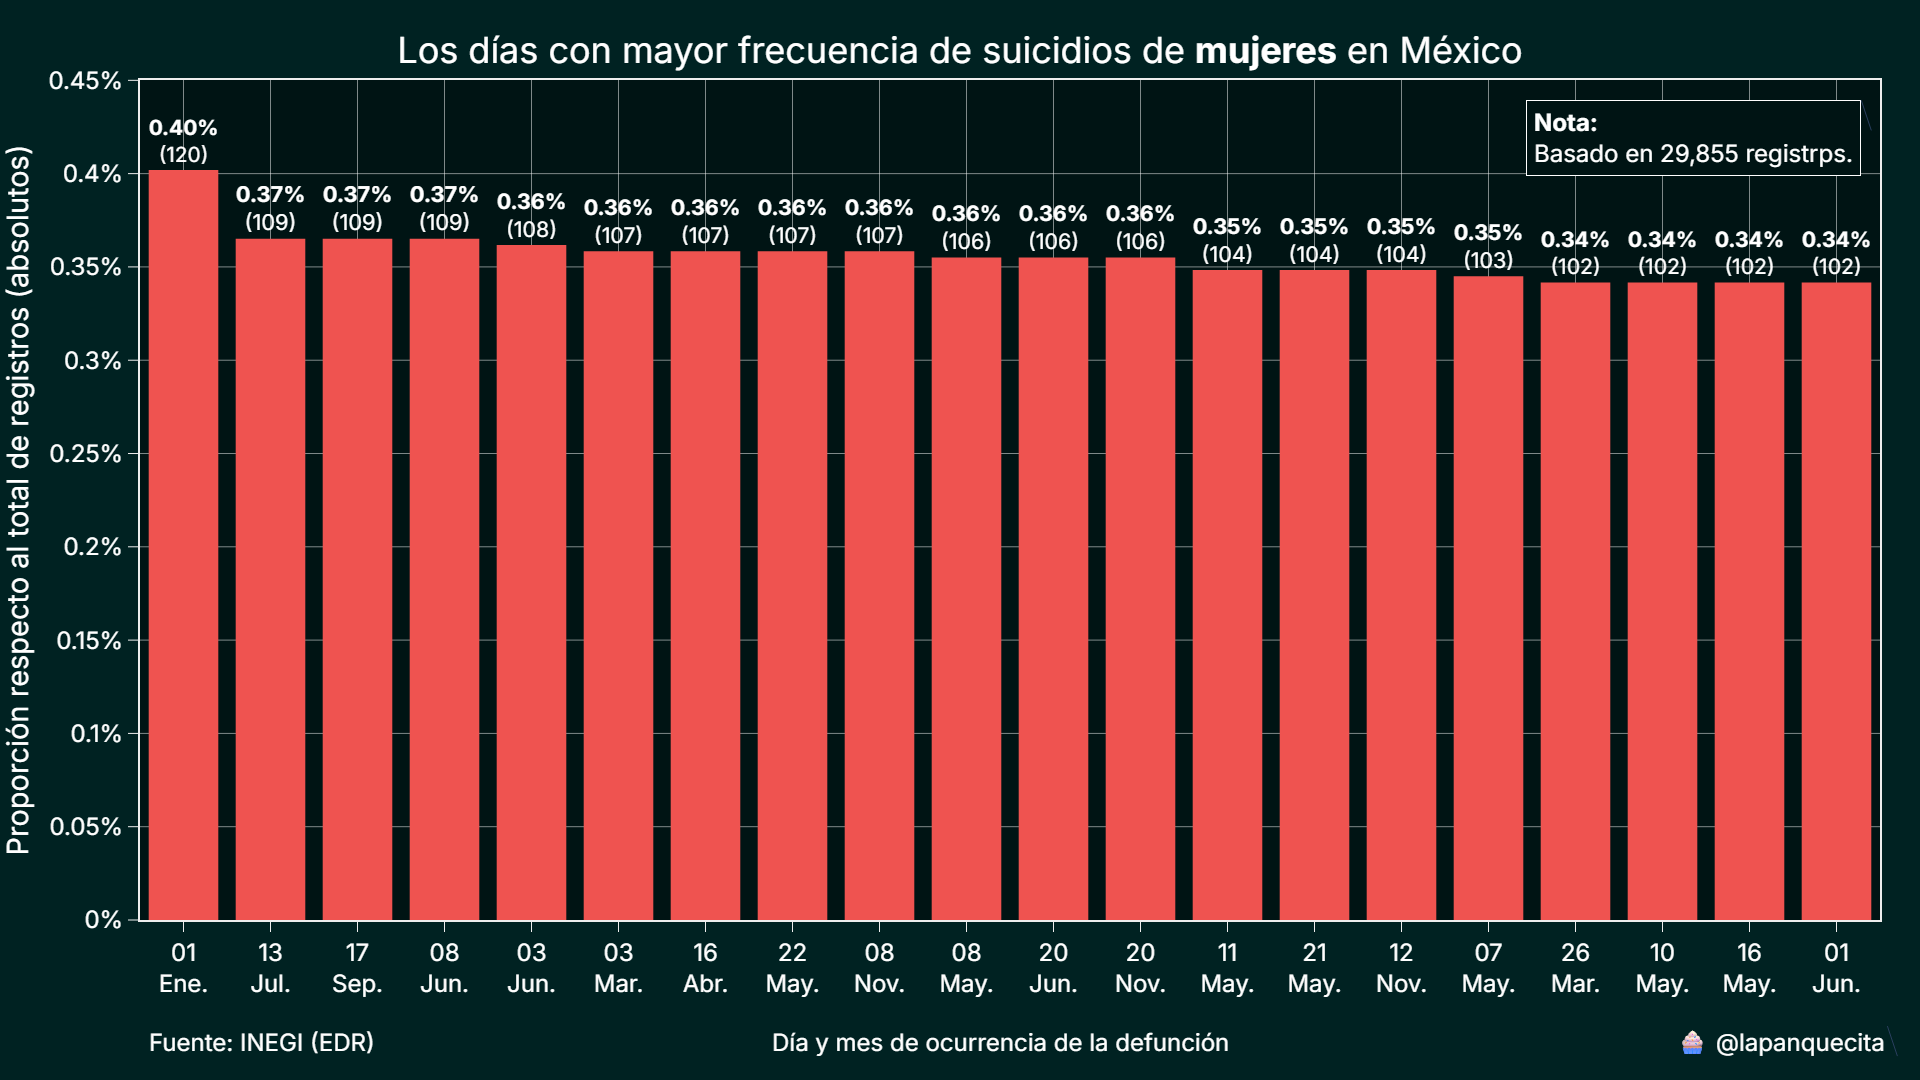 Los días con mayor frecuencia de suicidios de mujeres en México
Proporción respecto al total de registros (absolutos)
0.45%
0.4%
0.35%
0.3%
0.25%
0.2%
0.15%
0.1%
0.05%
0%
Nota:
Basado en 29,855 registrps.
0.40%
(120)
0.37%
(109)
0.37%
(109)
0.37%
(109)
0.36%
(108)
0.36%
(107)
0.36%
(107)
0.36%
(107)
0.36%
(107)
0.36%
(106)
0.36%
(106)
0.36%
(106)
0.35%
(104)
0.35%
(104)
0.35%
(104)
0.35%
(103)
0.34%
(102)
0.34%
(102)
0.34%
(102)
0.34%
(102)
01
Ene.
13
Jul.
17
Sep.
08
Jun.
03
Jun.
03
Mar.
16
Abr.
22
May.
08
Nov.
08
May.
20
Jun.
20
Nov.
11
May.
21
May.
12
Nov.
07
May.
26
Mar.
10
May.
16
May.
01
Jun.
Fuente: INEGI (EDR)
Día y mes de ocurrencia de la defunción
@lapanquecita